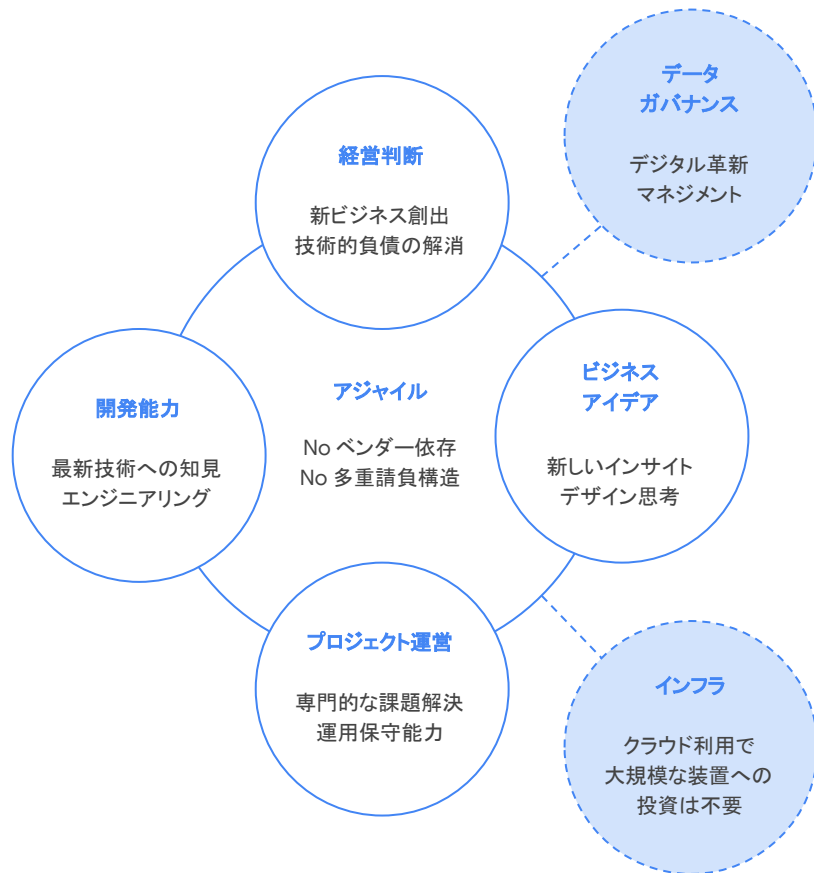 データ
ガバナンス
デジタル革新
マネジメント
経営判断
新ビジネス創出
技術的負債の解消
開発能力
最新技術への知見
エンジニアリング
アジャイル
No ベンダー依存
No 多重請負構造
ビジネス
アイデア
新しいインサイト
デザイン思考
プロジェクト運営
専門的な課題解決
運用保守能力
インフラ
クラウド利用で
大規模な装置への
投資は不要